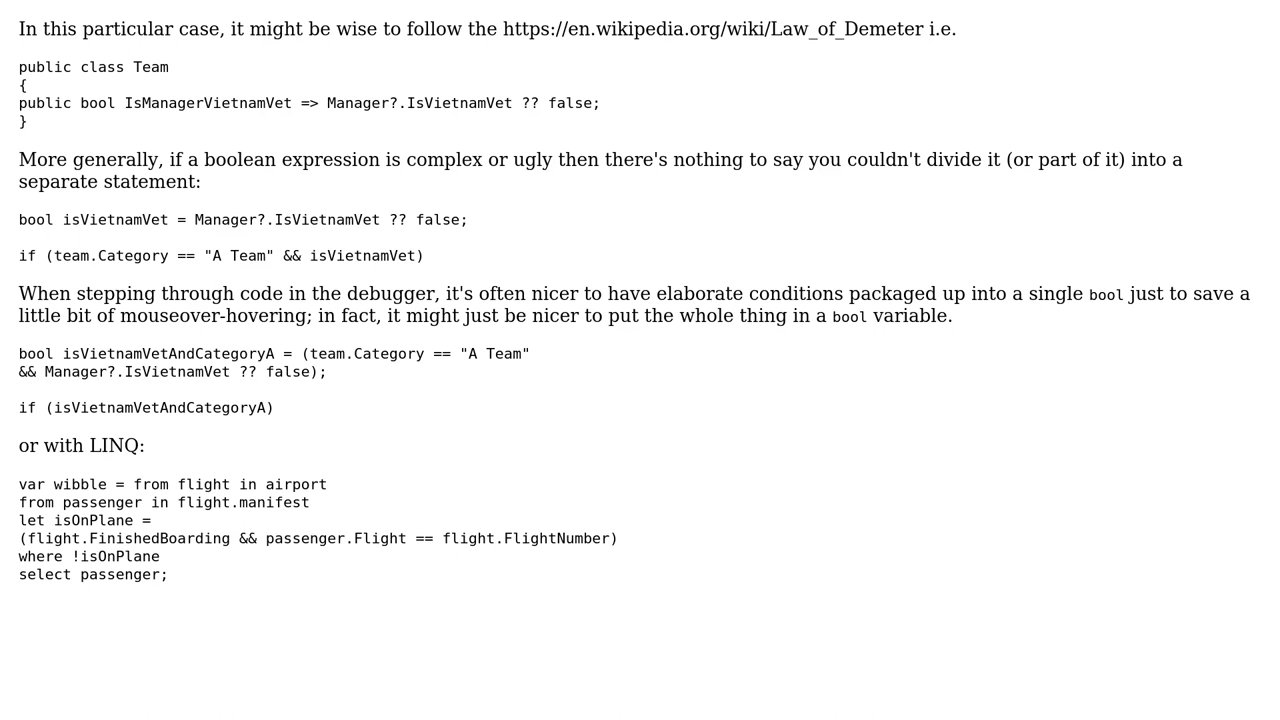 In this particular case, it might be wise to follow the https://en.wikipedia.org/wiki/Law_of_Demeter i.e.
public class Team
{
public bool IsManagerVietnamVet => Manager?.IsVietnamVet ?? false;
}
More generally, if a boolean expression is complex or ugly then there's nothing to say you couldn't divide it (or part of it) into a
separate statement:
bool isVietnamVet = Manager?.IsVietnamVet ?? false;
if (team.Category == "A Team" && isVietnamVet)
When stepping through code in the debugger, it's often nicer to have elaborate conditions packaged up into a single bool just to save a
little bit of mouseover-hovering; in fact, it might just be nicer to put the whole thing in a bool variable.
bool isVietnamVetAndCategoryA = (team.Category == "A Team"
&& Manager?.IsVietnamVet ?? false);
if (isVietnamVetAndCategoryA)
or with LINQ:
var wibble = from flight in airport
from passenger in flight.manifest
let isOnPlane =
(flight.FinishedBoarding && passenger.Flight == flight.FlightNumber)
where !isOnPlane
select passenger;